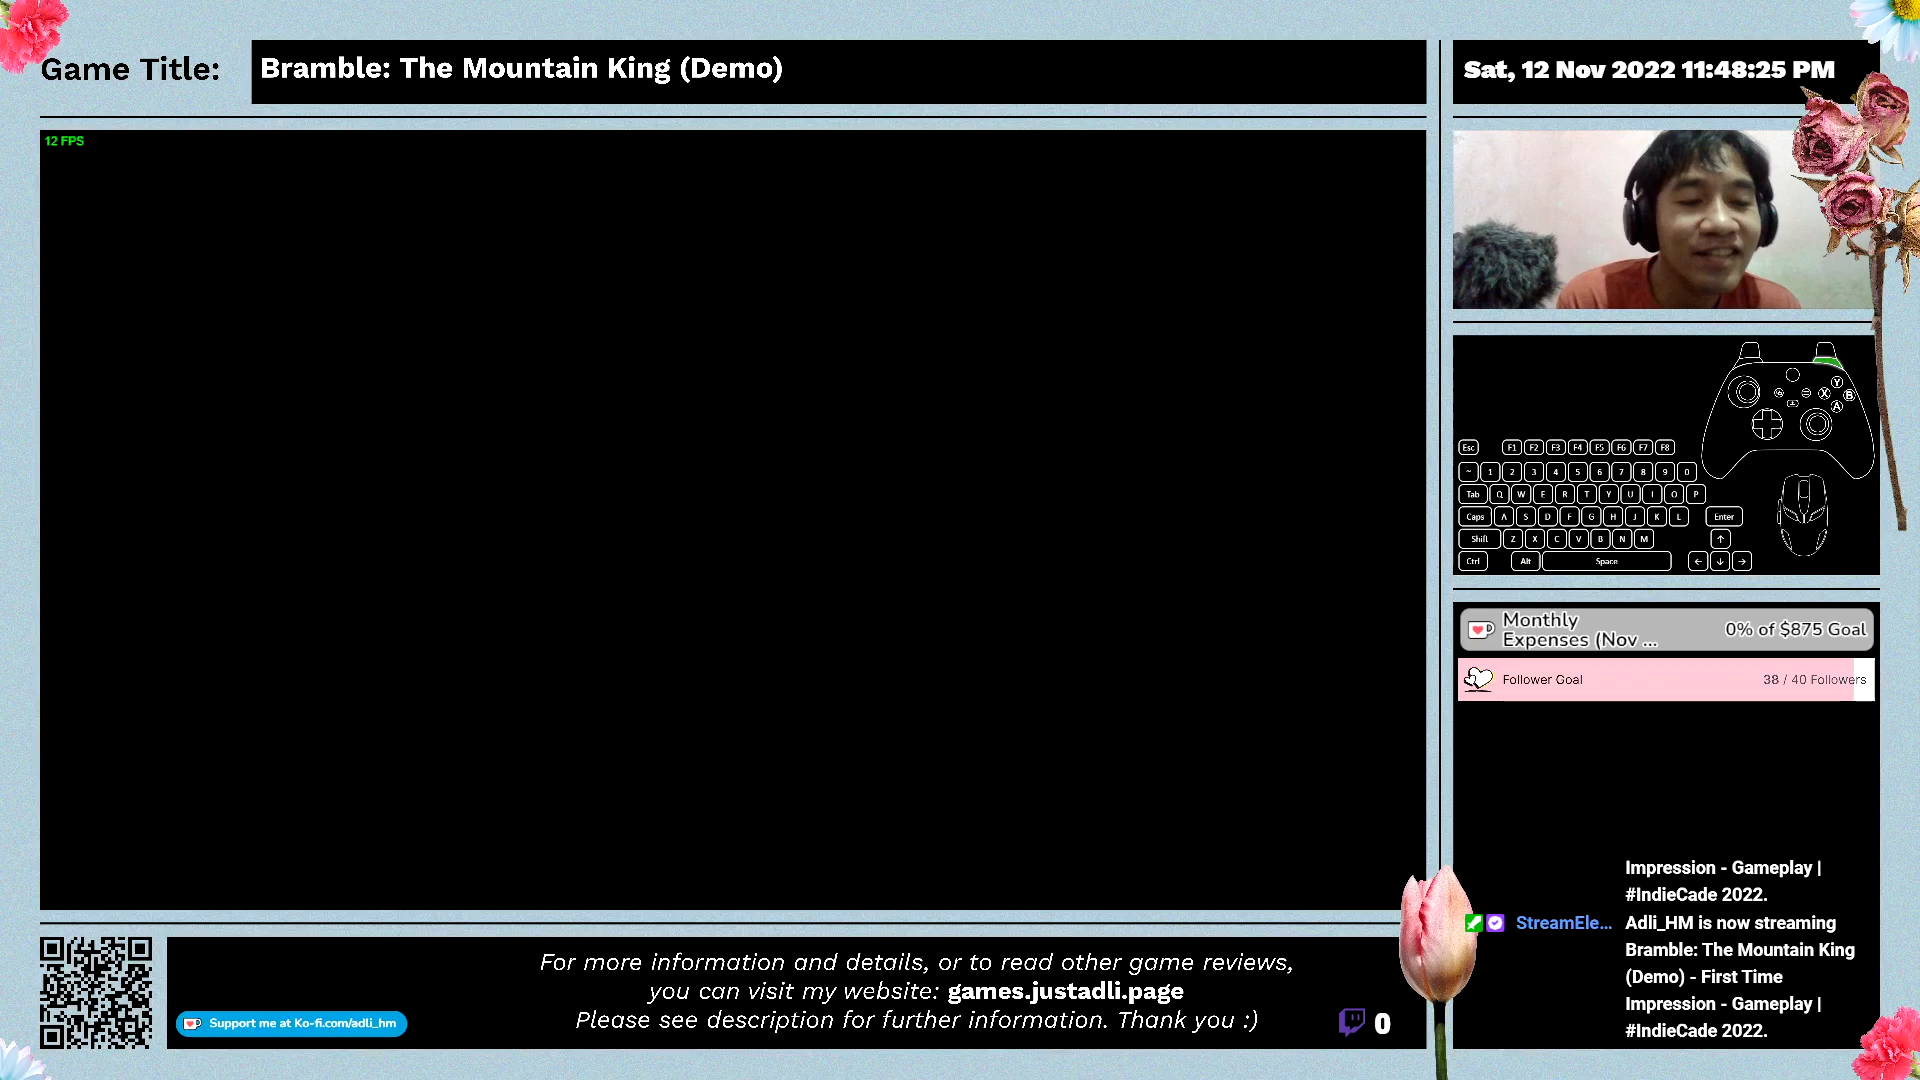 Game Title:
Bramble: The Mountain King (Demo)
Sat, 12 Nov 2022 11:48:25 PM
12 FPS
Y
X B
A
Esc F1 F2 F3 F4 F5 F6 F7 F8
~ 1 2 3 4 5 6 7 8 9 0
Tab Q W E R T Y U I O P
Caps A S D F G H J K L Enter
Shift Z X C V B N M ↑
Ctrl Alt Space ← ↓ →
Monthly
Expenses (Nov ...
0% of $875 Goal
Follower Goal
38 / 40 Followers
Impression - Gameplay |
#IndieCade 2022.
StreamEle... Adli_HM is now streaming
Bramble: The Mountain King
(Demo) - First Time
Impression - Gameplay |
#IndieCade 2022.
For more information and details, or to read other game reviews,
you can visit my website: games.justadli.page
Please see description for further information. Thank you :)
Support me at Ko-fi.com/adli_hm
0